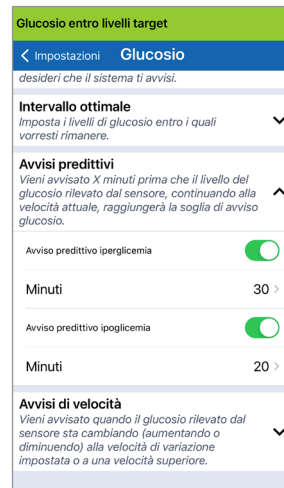 Glucosio entro livelli target
Impostazioni Glucosio
desideri che il sistema ti avvisi.
Intervallo ottimale
Imposta i livelli di glucosio entro i quali
vorresti rimanere.
Avvisi predittivi
Vieni avvisato X minuti prima che il livello del
glucosio rilevato dal sensore, continuando alla
velocità attuale, raggiungerà la soglia di avviso
glucosio.
Avviso predittivo iperglicemia
Minuti 30
Avviso predittivo ipoglicemia
Minuti 20
Avvisi di velocità
Vieni avvisato quando il glucosio rilevato dal
sensore sta cambiando (aumentando o
diminuendo) alla velocità di variazione
impostata o a una velocità superiore.